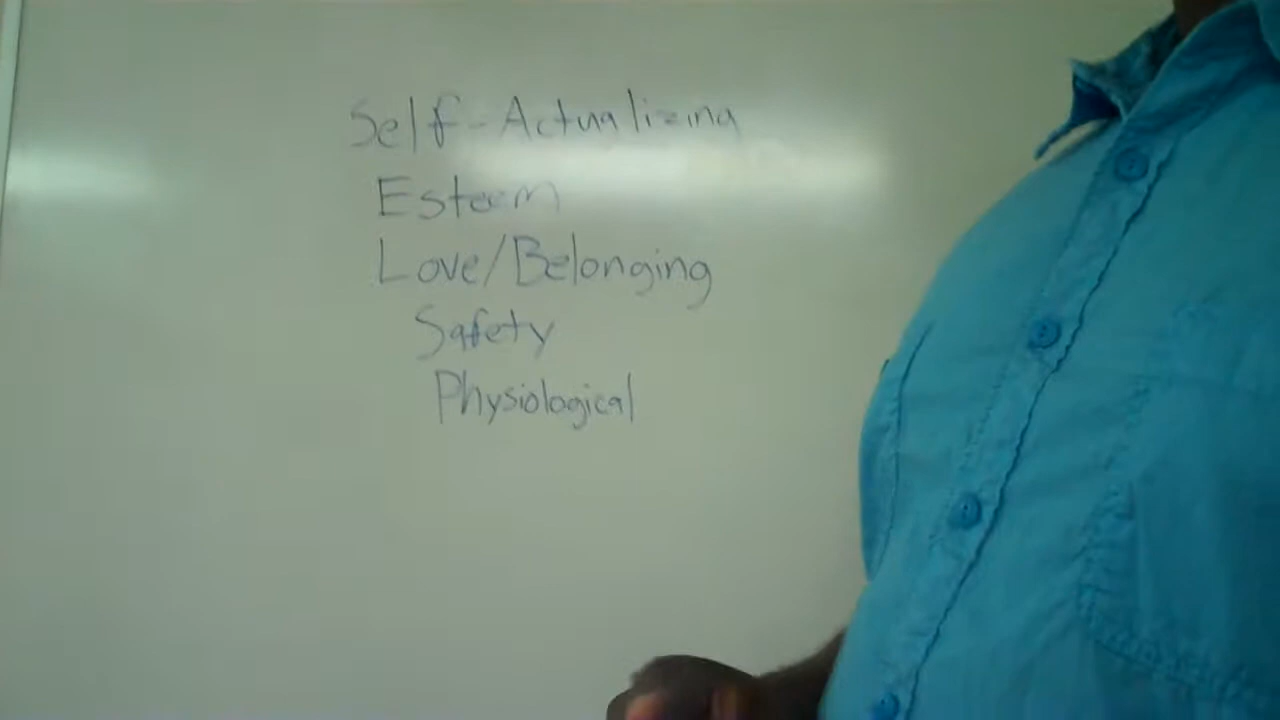 Self-Actualizing
Esteem
Love/Belonging
Safety
Physiological